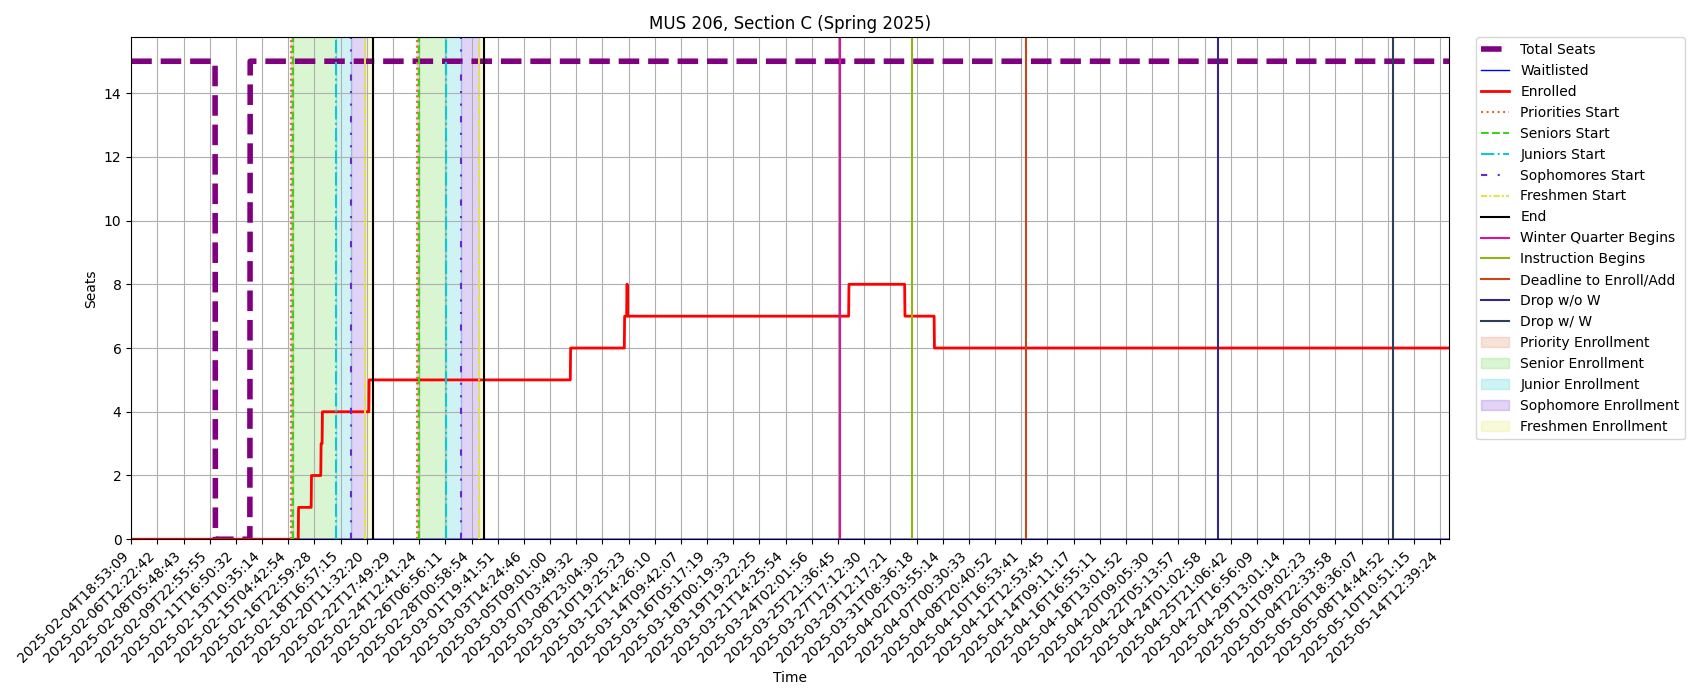 MUS 206, Section C (Spring 2025)
Seats
14
12
10
8
6
4
2
0
2025-02-04T18:53:09
2025-02-06T12:22:42
2025-02-08T05:48:43
2025-02-09T22:55:55
2025-02-11T16:50:32
2025-02-13T10:35:14
2025-02-15T04:42:54
2025-02-16T22:59:28
2025-02-18T16:57:15
2025-02-20T11:32:20
2025-02-22T17:49:29
2025-02-24T12:41:24
2025-02-26T06:56:11
2025-02-28T00:58:54
2025-03-01T19:41:51
2025-03-03T14:24:46
2025-03-05T09:01:00
2025-03-07T03:49:32
2025-03-08T23:04:30
2025-03-10T19:25:23
2025-03-12T14:26:10
2025-03-14T09:42:07
2025-03-16T05:17:19
2025-03-18T00:19:33
2025-03-19T19:22:25
2025-03-21T14:25:54
2025-03-24T02:01:56
2025-03-25T21:36:45
2025-03-27T17:12:30
2025-03-29T12:17:21
2025-03-31T08:36:18
2025-04-02T03:55:14
2025-04-07T00:30:33
2025-04-08T20:40:52
2025-04-10T16:53:41
2025-04-12T12:53:45
2025-04-14T09:11:17
2025-04-16T16:55:11
2025-04-18T13:01:52
2025-04-20T09:05:30
2025-04-22T05:13:57
2025-04-24T01:02:58
2025-04-25T21:06:42
2025-04-27T16:56:09
2025-04-29T13:01:14
2025-05-01T09:02:23
2025-05-04T22:33:58
2025-05-06T18:36:07
2025-05-08T14:44:52
2025-05-10T10:51:15
2025-05-14T12:39:24
Time
Total Seats
Waitlisted
Enrolled
Priorities Start
Seniors Start
Juniors Start
Sophomores Start
Freshmen Start
End
Winter Quarter Begins
Instruction Begins
Deadline to Enroll/Add
Drop w/o W
Drop w/ W
Priority Enrollment
Senior Enrollment
Junior Enrollment
Sophomore Enrollment
Freshmen Enrollment